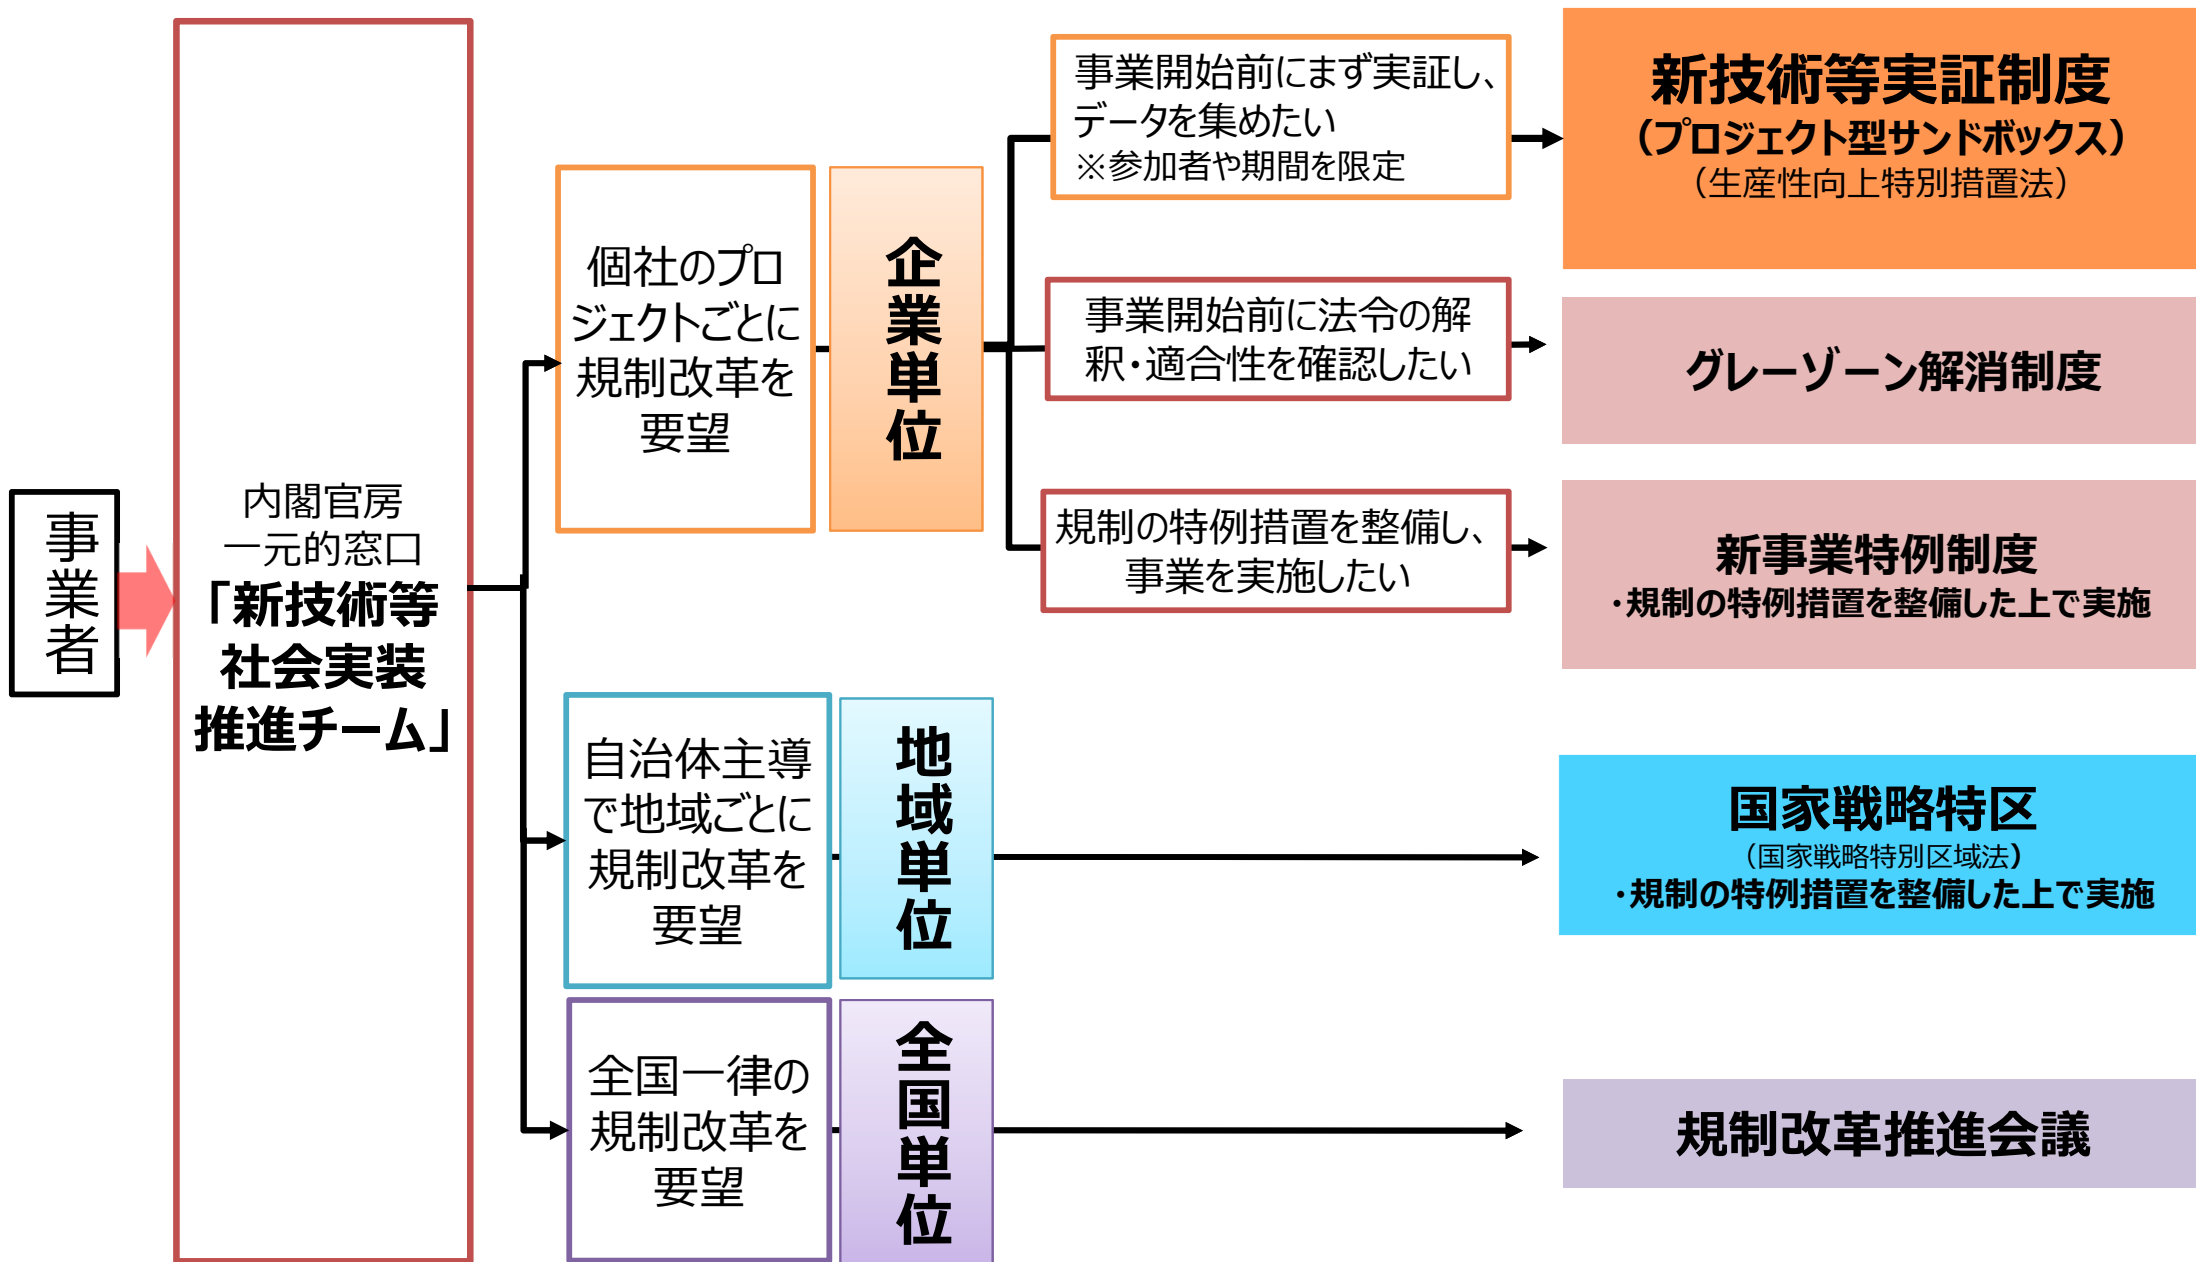 事業者
内閣官房
一元的窓口
「新技術等
社会実装
推進チーム」
個社のプロ
ジェクトごとに
規制改革を
要望
企業単位
事業開始前にまず実証し、
データを集めたい
※参加者や期間を限定
新技術等実証制度
（プロジェクト型サンドボックス）
（生産性向上特別措置法）
事業開始前に法令の解
釈・適合性を確認したい
グレーゾーン解消制度
規制の特例措置を整備し、
事業を実施したい
新事業特例制度
・規制の特例措置を整備した上で実施
自治体主導
で地域ごとに
規制改革を
要望
地域単位
国家戦略特区
（国家戦略特別区域法）
・規制の特例措置を整備した上で実施
全国一律の
規制改革を
要望
全国単位
規制改革推進会議